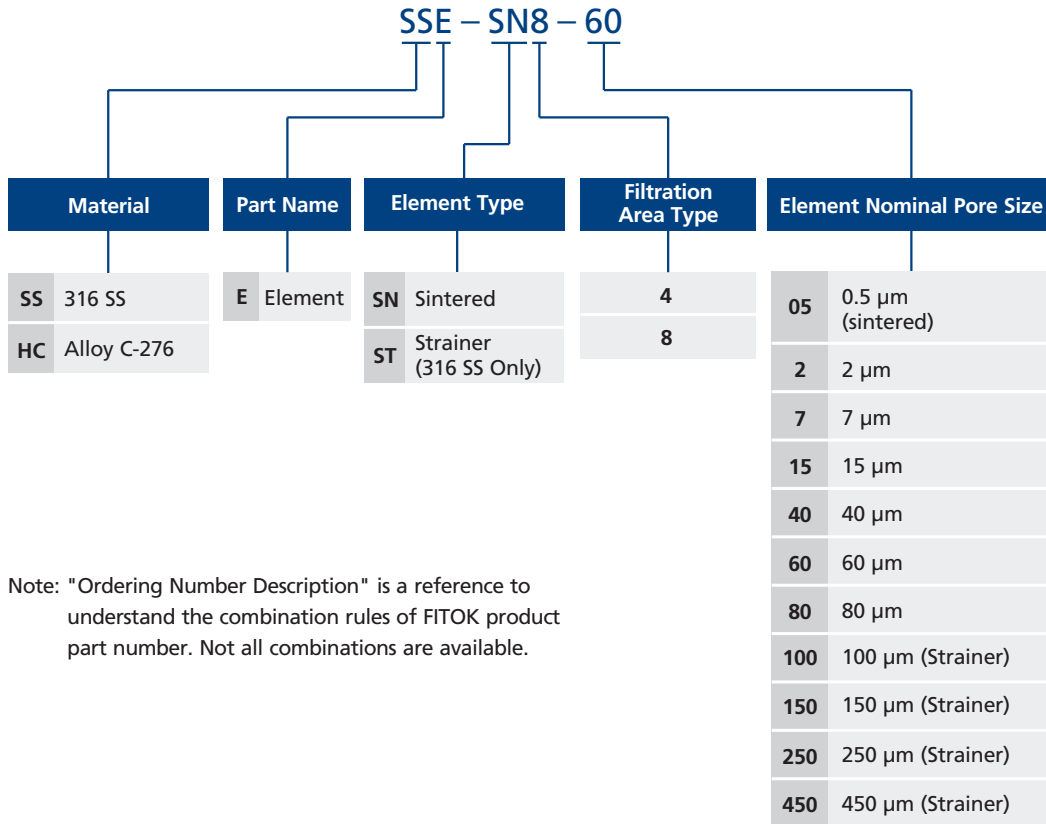 SSE – SN8 – 60
Material
SS 316 SS
HC Alloy C-276
Part Name
E Element
Element Type
SN Sintered
ST Strainer
(316 SS Only)
Filtration
Area Type
4
8
Element Nominal Pore Size
05 0.5 μm
(sintered)
2 2 μm
7 7 μm
15 15 μm
40 40 μm
60 60 μm
80 80 μm
100 100 μm (Strainer)
150 150 μm (Strainer)
250 250 μm (Strainer)
450 450 μm (Strainer)
Note: "Ordering Number Description" is a reference to
understand the combination rules of FITOK product
part number. Not all combinations are available.